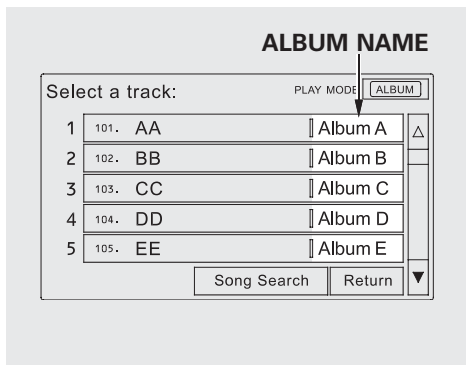 ALBUM NAME
Select a track: PLAY MODE ALBUM
1 101. AA Album A
2 102. BB Album B
3 103. CC Album C
4 104. DD Album D
5 105. EE Album E
Song Search Return